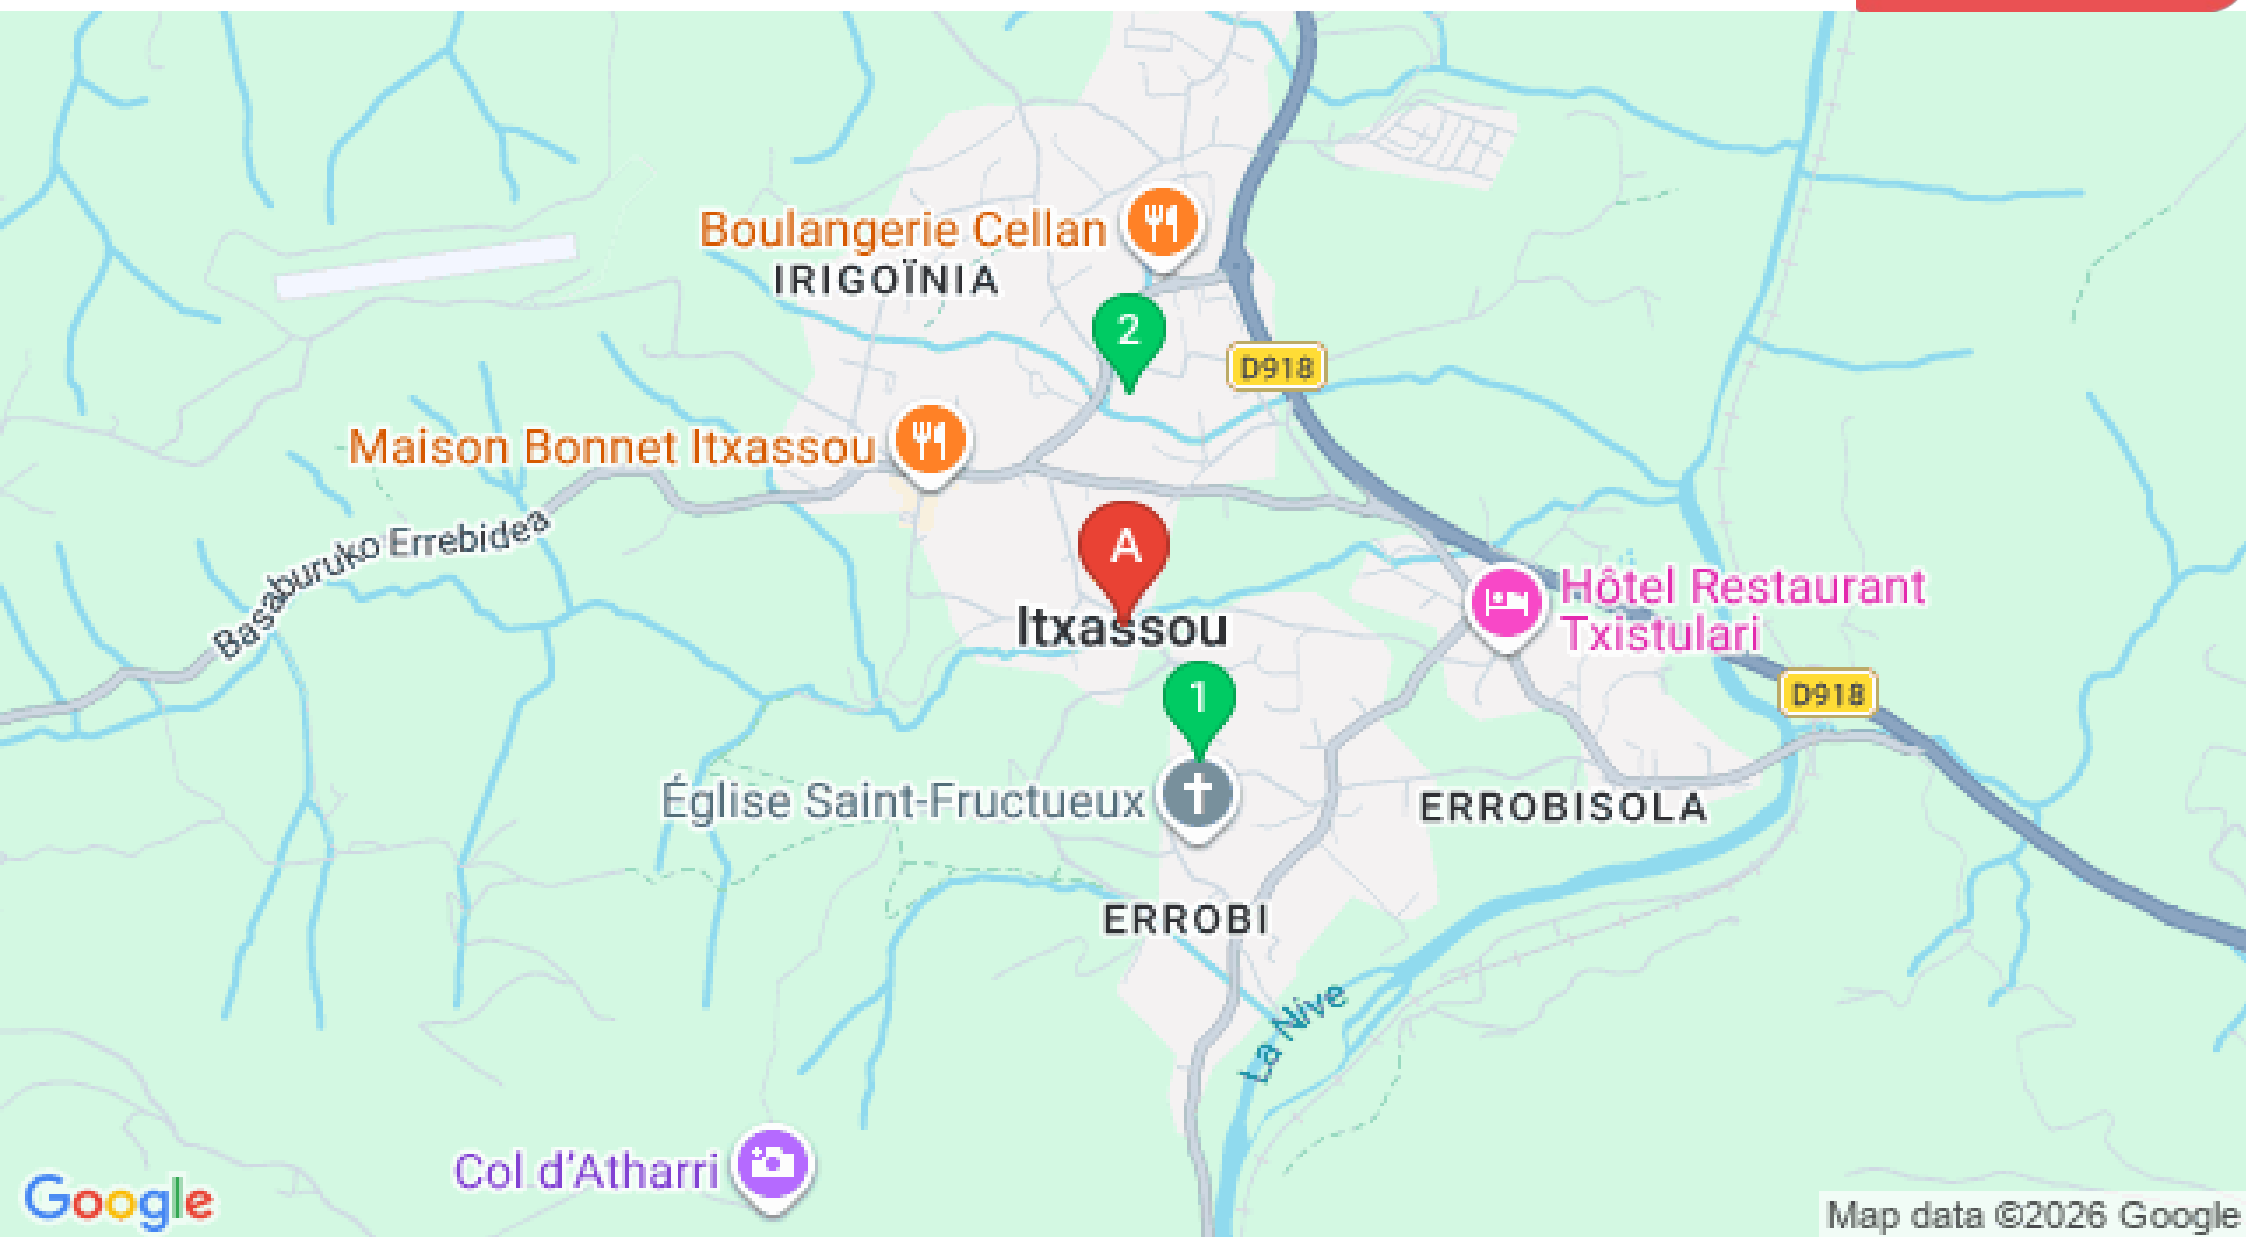 Boulangerie Cellan
IRIGOÏNIA
2
D918
Maison Bonnet Itxassou
Basaburuko Errebidea
A
Itxassou
Hôtel Restaurant
Txistulari
1
D918
Église Saint-Fructueux
ERROBISOLA
ERROBI
La Nive
Col d'Atharri
Google
Map data ©2026 Google